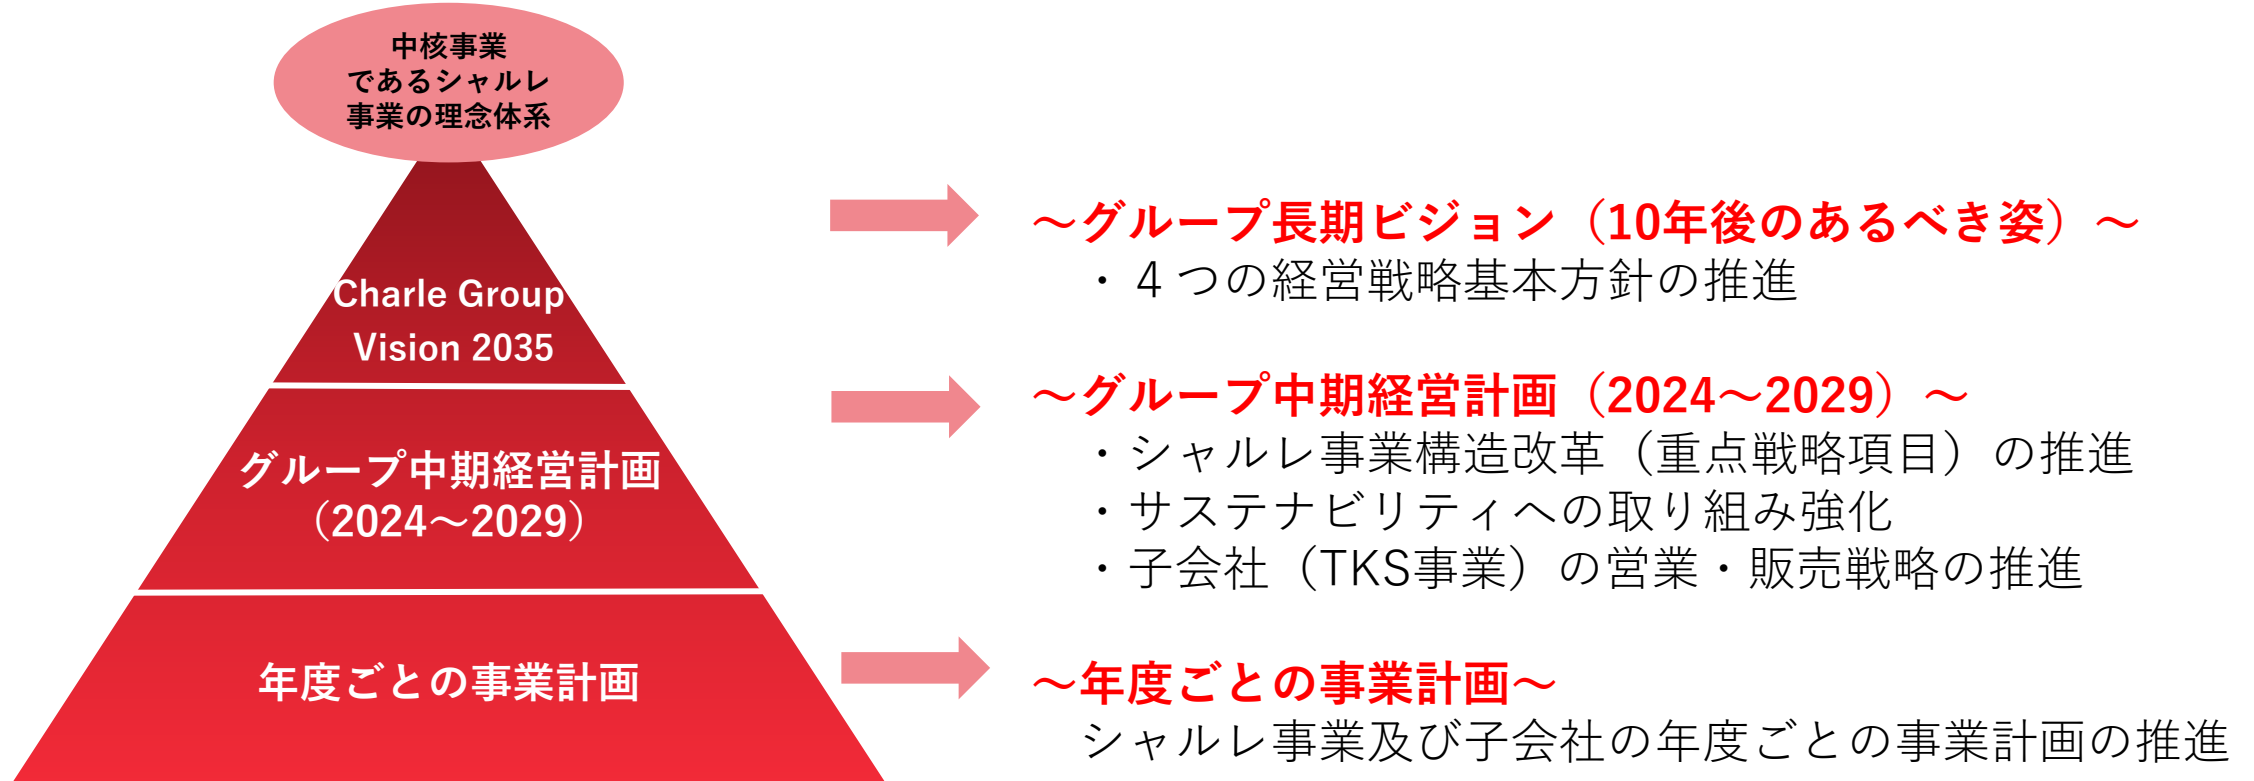 中核事業
であるシャルレ
事業の理念体系
Charle Group
Vision 2035
グループ中期経営計画
（2024～2029）
年度ごとの事業計画
～グループ長期ビジョン（10年後のあるべき姿）～
・４つの経営戦略基本方針の推進
～グループ中期経営計画（2024～2029）～
・シャルレ事業構造改革（重点戦略項目）の推進
・サステナビリティへの取り組み強化
・子会社（TKS事業）の営業・販売戦略の推進
～年度ごとの事業計画～
シャルレ事業及び子会社の年度ごとの事業計画の推進